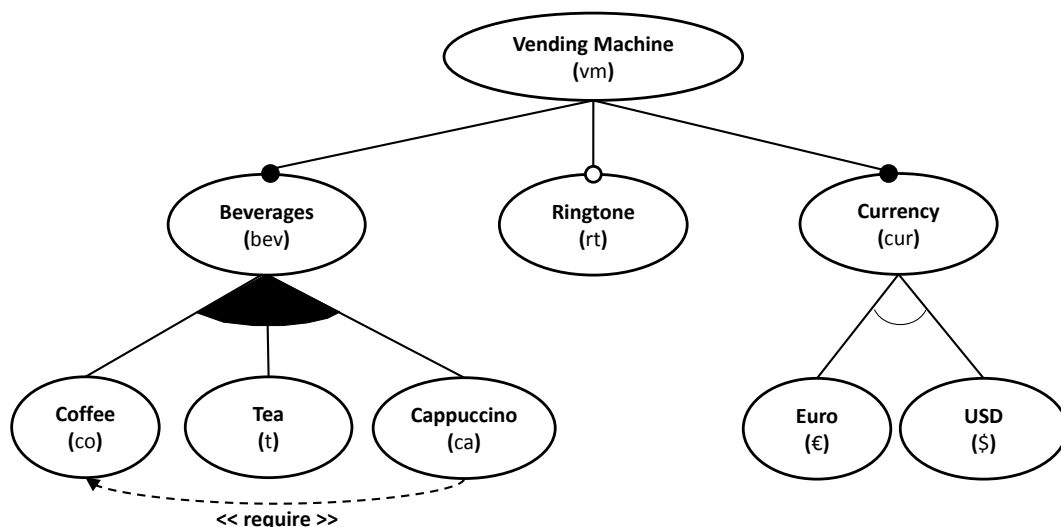 Vending Machine
(vm)
Beverages
(bev)
Ringtone
(rt)
Currency
(cur)
Coffee
(co)
Tea
(t)
Cappuccino
(ca)
Euro
(€)
USD
($)
<< require >>